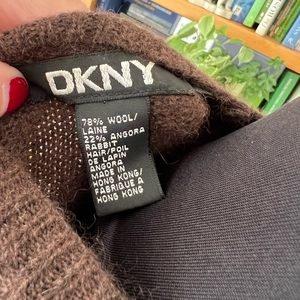 DKNY
78% WOOL/
LAINE
22% ANGORA
RABBIT
HAIR/POIL
DE LAPIN
ANGORA
MADE IN
HONG KONG/
FABRIQUE A
HONG KONG